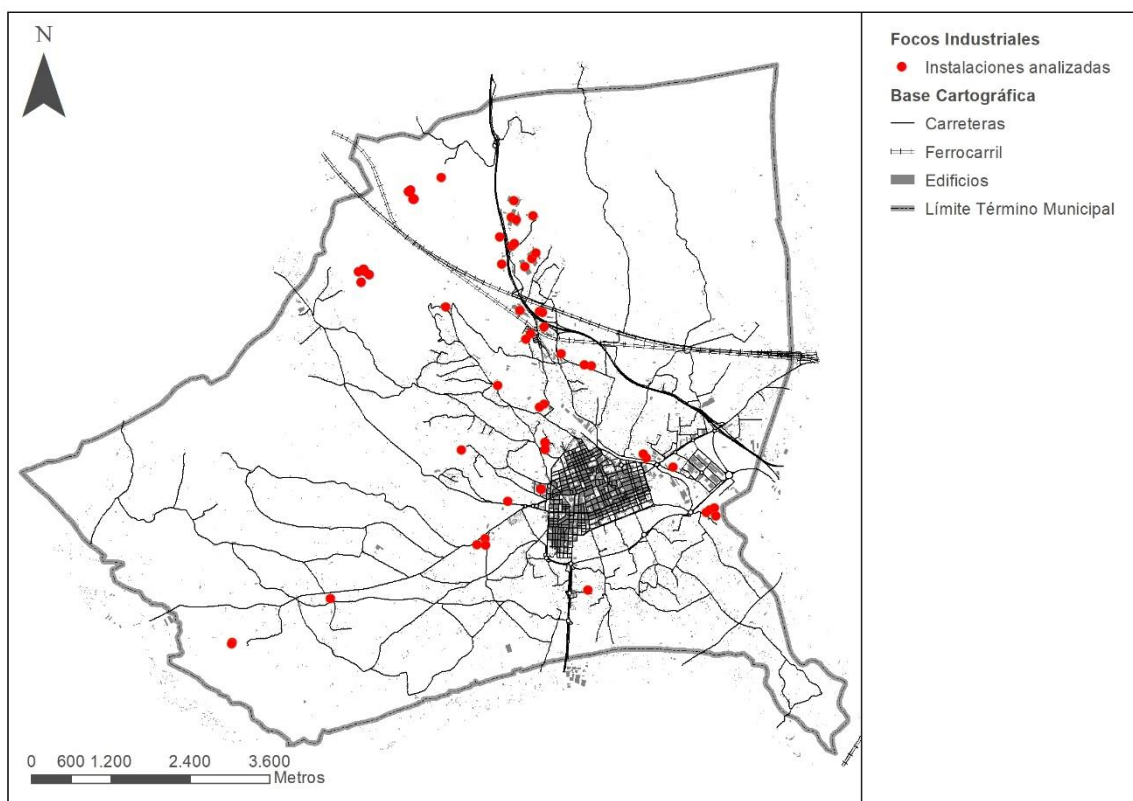 N
Focos Industriales
Instalaciones analizadas
Base Cartográfica
Carreteras
Ferrocarril
Edificios
Límite Término Municipal
0 600 1.200 2.400 3.600
Metros